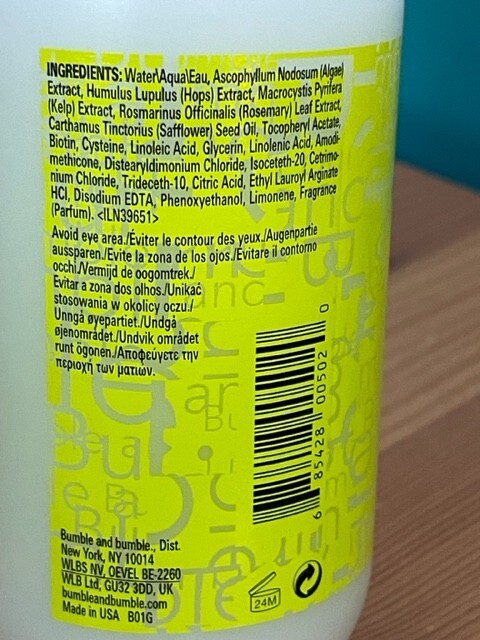 INGREDIENTS: Water\Aqua\Eau, Ascophyllum Nodosum (Algae)
Extract, Humulus Lupulus (Hops) Extract, Macrocystis Pyrifera
(Kelp) Extract, Rosmarinus Officinalis (Rosemary) Leaf Extract,
Carthamus Tinctorius (Safflower) Seed Oil, Tocopheryl Acetate,
Biotin, Cysteine, Linoleic Acid, Glycerin, Linolenic Acid, Amodi-
methicone, Distearyldimonium Chloride, Isoceteth-20, Cetrimo-
nium Chloride, Trideceth-10, Citric Acid, Ethyl Lauroyl Arginate
HCl, Disodium EDTA, Phenoxyethanol, Limonene, Fragrance
(Parfum). <ILN39651>
Avoid eye area./Éviter le contour des yeux./Augenpartie
aussparen./Evite la zona de los ojos./Evitare il contorno
occhi./Vermijd de oogomtrek./
Evitar a zona dos olhos./Unikać
stosowania w okolicy oczu./
Unngå øyepartiet./Undgå
øjenområdet./Undvik området
runt ögonen./Αποφεύγετε την
περιοχή των ματιών.
6 85428 00502 0
Bumble and bumble., Dist.
New York, NY 10014
WLBS NV, OEVEL BE-2260
WLB Ltd, GU32 3DD, UK
bumbleandbumble.com
Made in USA B01G
24M